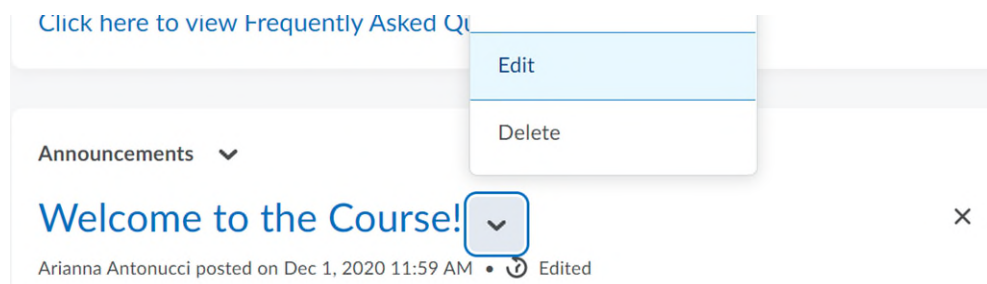 Click here to view Frequently Asked
Edit
Delete
Announcements
Welcome to the Course!
Arianna Antonucci posted on Dec 1, 2020 11:59 AM • Edited